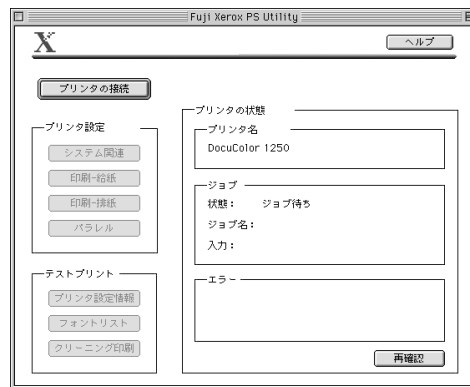 Fuji Xerox PS Utility
X
ヘルプ
プリンタの接続
プリンタ設定
システム関連
印刷-給紙
印刷-排紙
パラレル
テストプリント
プリンタ設定情報
フォントリスト
クリーニング印刷
プリンタの状態
プリンタ名
DocuColor 1250
ジョブ
状態： ジョブ待ち
ジョブ名：
入力：
エラー
再確認